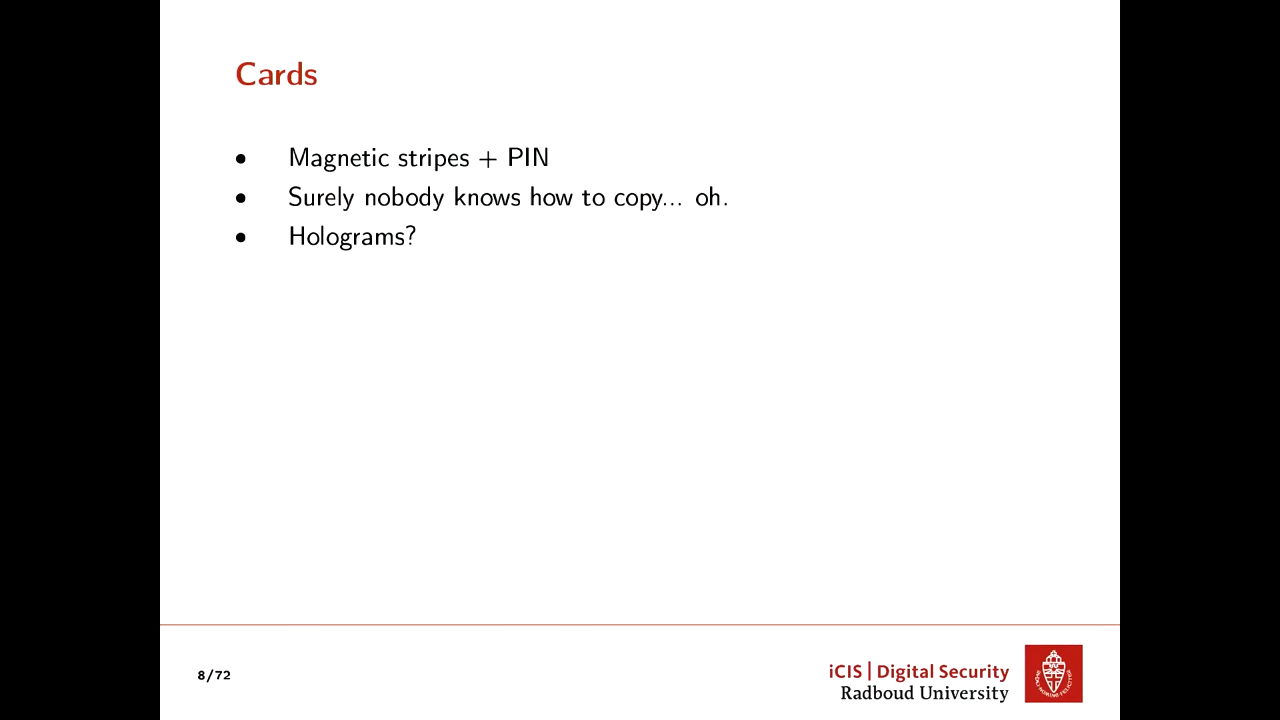 Cards
• Magnetic stripes + PIN
• Surely nobody knows how to copy... oh.
• Holograms?
8/72
iCIS | Digital Security
Radboud University